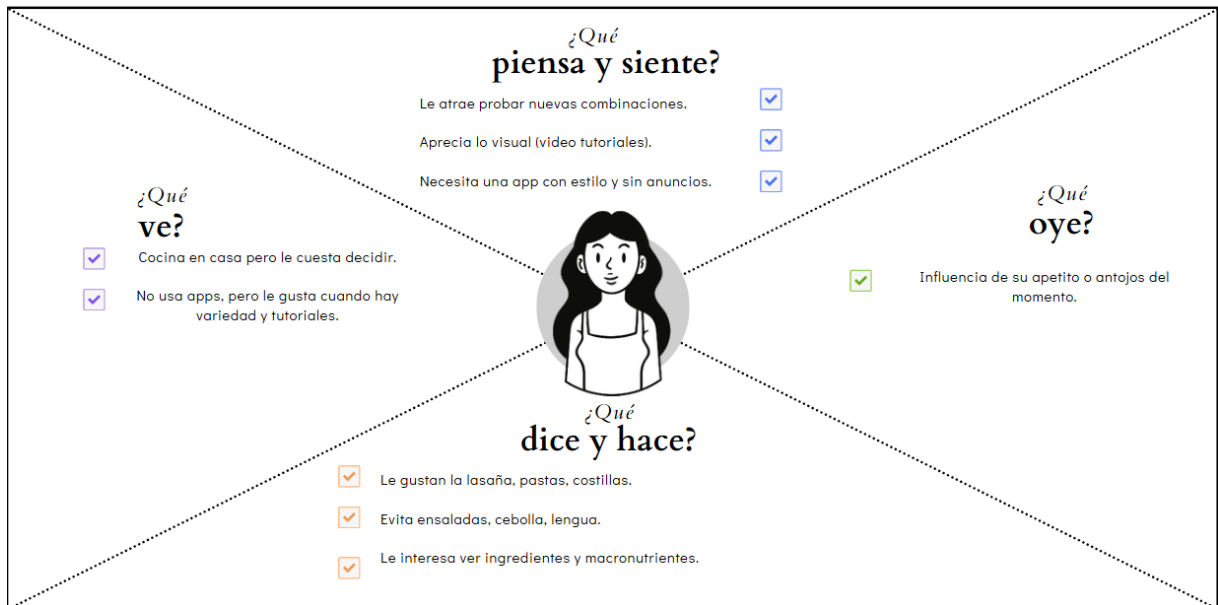 ¿Qué
piensa y siente?
Le atrae probar nuevas combinaciones.
Aprecia lo visual (video tutoriales).
Necesita una app con estilo y sin anuncios.
¿Qué
ve?
Cocina en casa pero le cuesta decidir.
No usa apps, pero le gusta cuando hay
variedad y tutoriales.
¿Qué
oye?
Influencia de su apetito o antojos del
momento.
¿Qué
dice y hace?
Le gustan la lasaña, pastas, costillas.
Evita ensaladas, cebolla, lengua.
Le interesa ver ingredientes y macronutrientes.